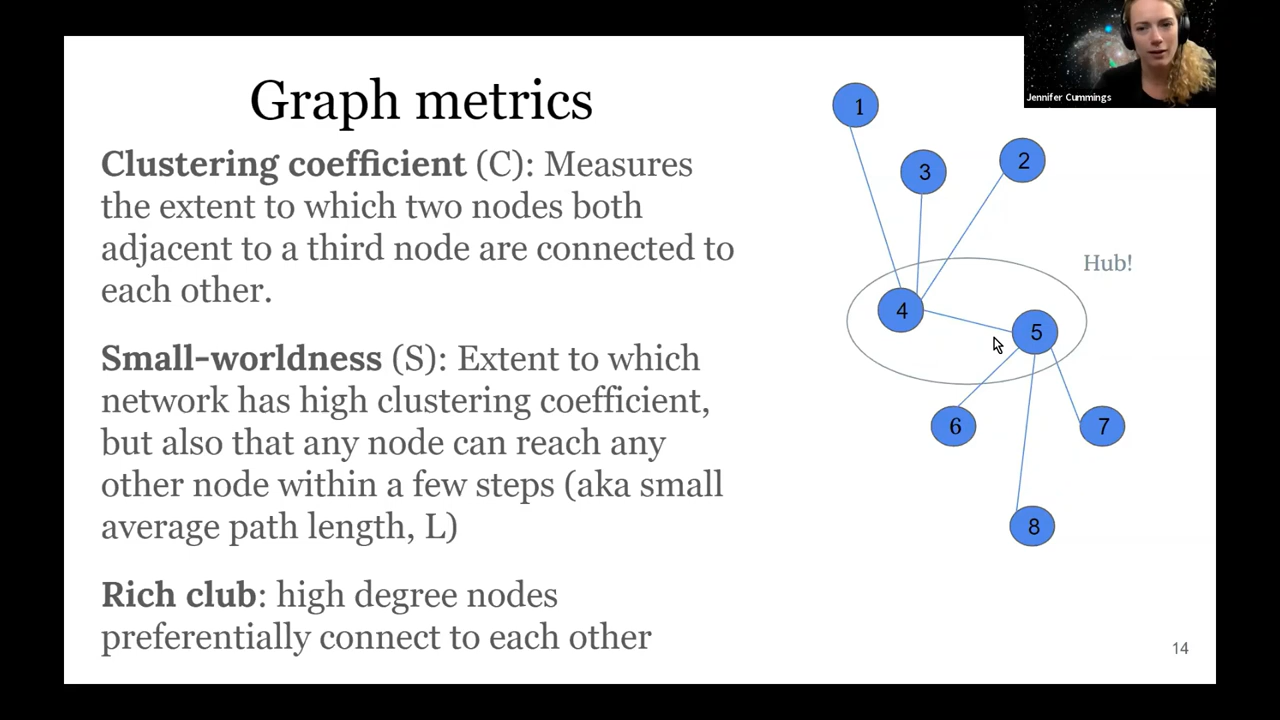 Graph metrics
Clustering coefficient (C): Measures
the extent to which two nodes both
adjacent to a third node are connected to
each other.
Small-worldness (S): Extent to which
network has high clustering coefficient,
but also that any node can reach any
other node within a few steps (aka small
average path length, L)
Rich club: high degree nodes
preferentially connect to each other
Jennifer Cummings
1
3
2
Hub!
4
5
6
7
8
14